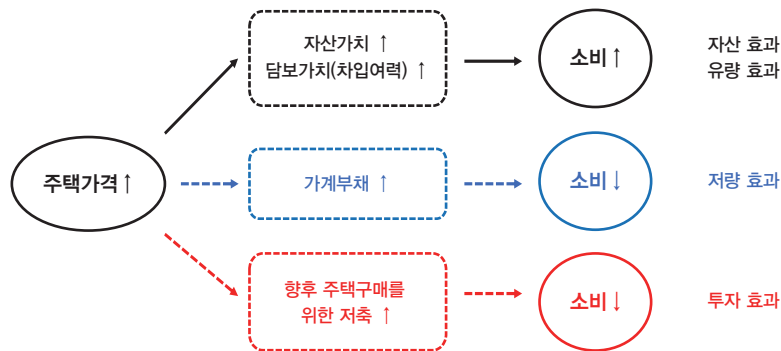 자산가치 ↑
담보가치(차입여력) ↑
소비↑
자산 효과
유량 효과
주택가격↑
가계부채 ↑
소비↓
저량 효과
향후 주택구매를
위한 저축 ↑
소비↓
투자 효과